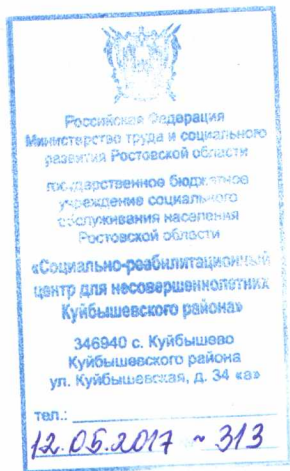 Российская Федерация
Министерство труда и социального
развития Ростовской области
государственное бюджетное
учреждение социального
обслуживания населения
Ростовской области
«Социально-реабилитационный
центр для несовершеннолетних
Куйбышевского района»
346940 с. Куйбышево
Куйбышевского района
ул. Куйбышевская, д. 34 «а»
тел.:
12.05.2017 ~ 313